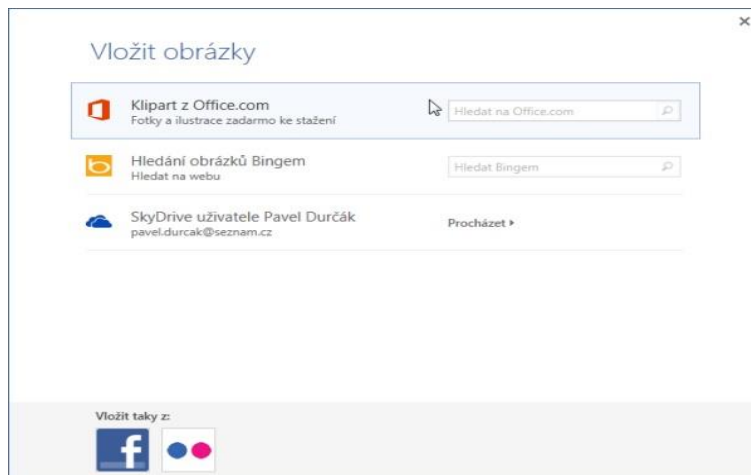 Vložit obrázky
Klipart z Office.com
Fotky a ilustrace zadarmo ke stažení
Hledat na Office.com
Hledání obrázků Bingem
Hledat na webu
Hledat Bingem
SkyDrive uživatele Pavel Durčák
pavel.durcak@seznam.cz
Procházet
Vložit taky z: